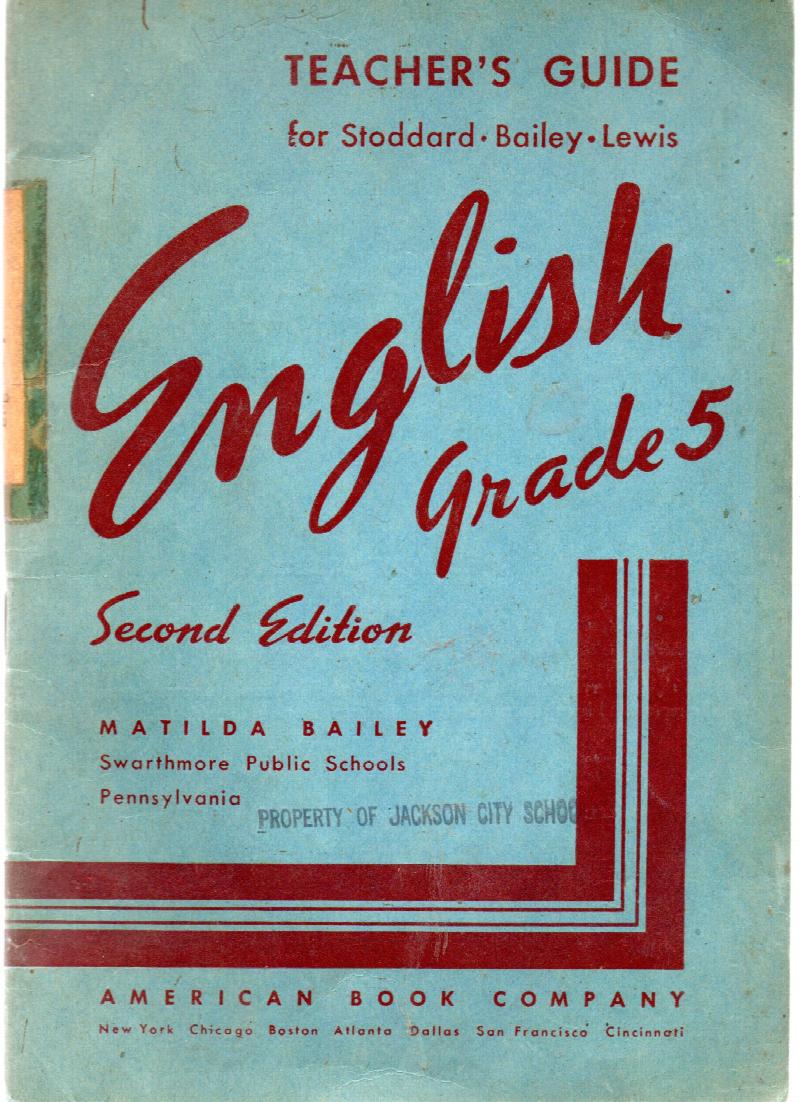 TEACHER'S GUIDE
for Stoddard • Bailey • Lewis
English
Grade 5
Second Edition
MATILDA BAILEY
Swarthmore Public Schools
Pennsylvania
PROPERTY OF JACKSON CITY SCHOO
AMERICAN BOOK COMPANY
New York Chicago Boston Atlanta Dallas San Francisco Cincinnati